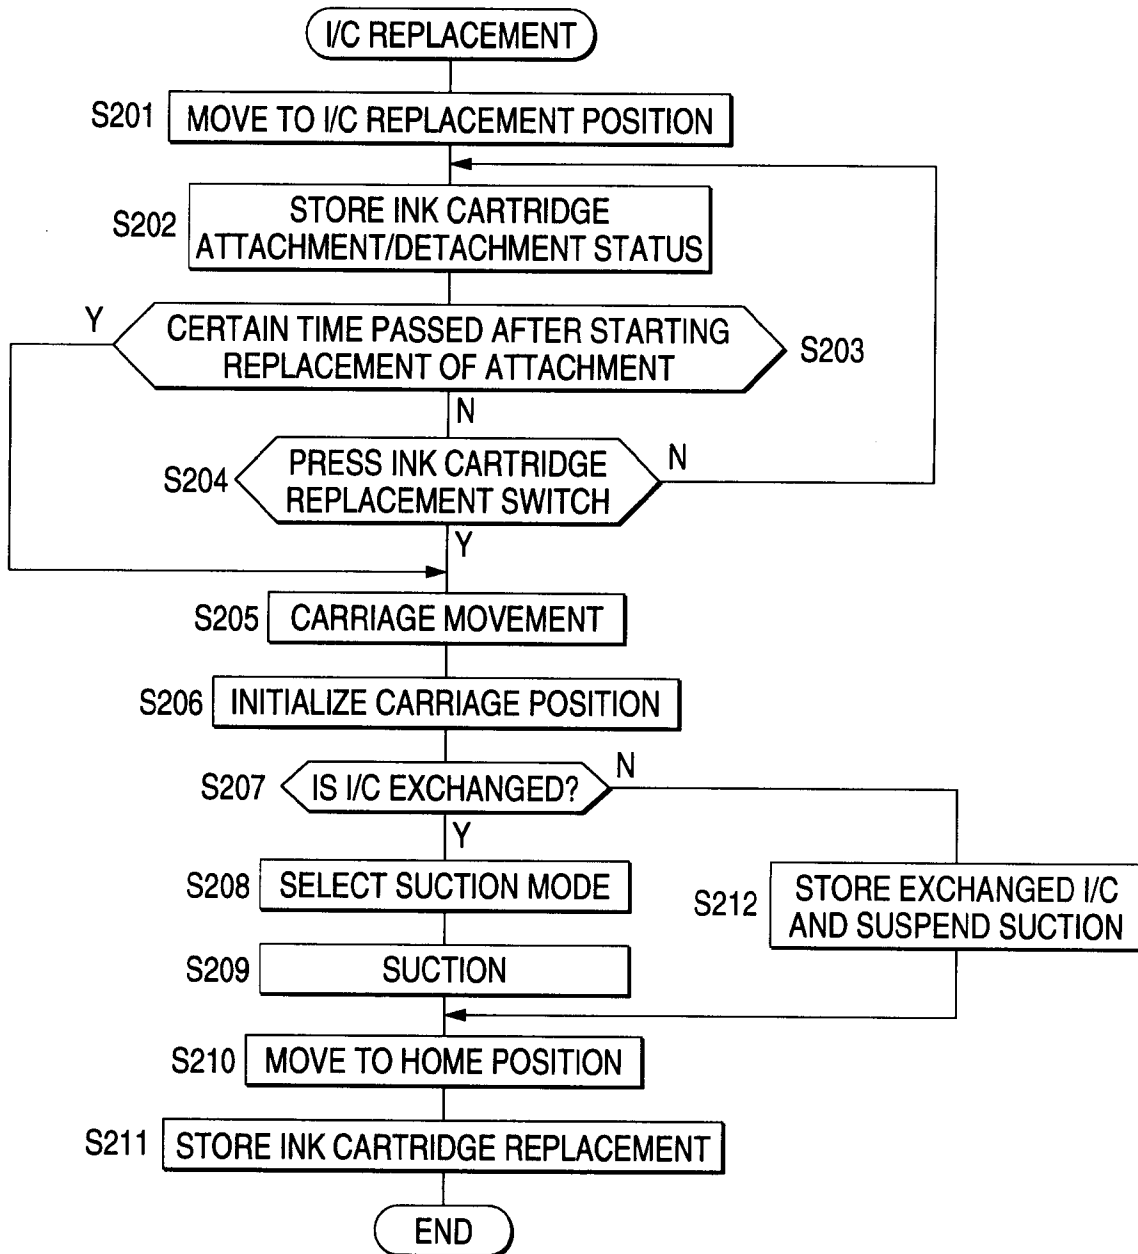 I/C REPLACEMENT
S201
MOVE TO I/C REPLACEMENT POSITION
S202
STORE INK CARTRIDGE
ATTACHMENT/DETACHMENT STATUS
Y
CERTAIN TIME PASSED AFTER STARTING
REPLACEMENT OF ATTACHMENT
S203
N
S204
PRESS INK CARTRIDGE
REPLACEMENT SWITCH
N
Y
S205
CARRIAGE MOVEMENT
S206
INITIALIZE CARRIAGE POSITION
S207
IS I/C EXCHANGED?
N
Y
S208
SELECT SUCTION MODE
S212
STORE EXCHANGED I/C
AND SUSPEND SUCTION
S209
SUCTION
S210
MOVE TO HOME POSITION
S211
STORE INK CARTRIDGE REPLACEMENT
END